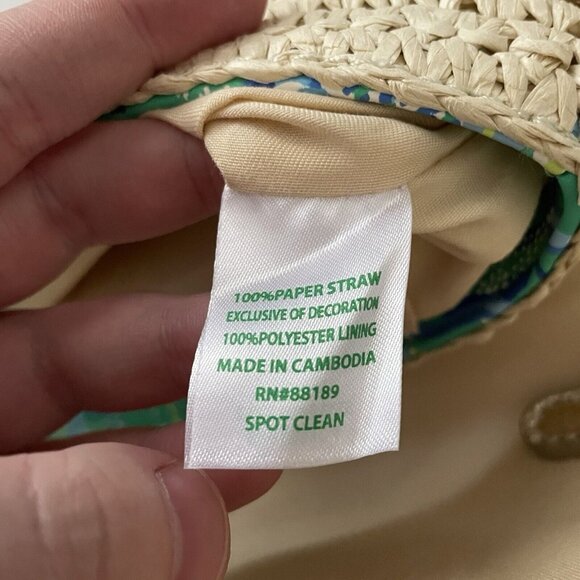 100%PAPER STRAW
EXCLUSIVE OF DECORATION
100%POLYESTER LINING
MADE IN CAMBODIA
RN#88189
SPOT CLEAN